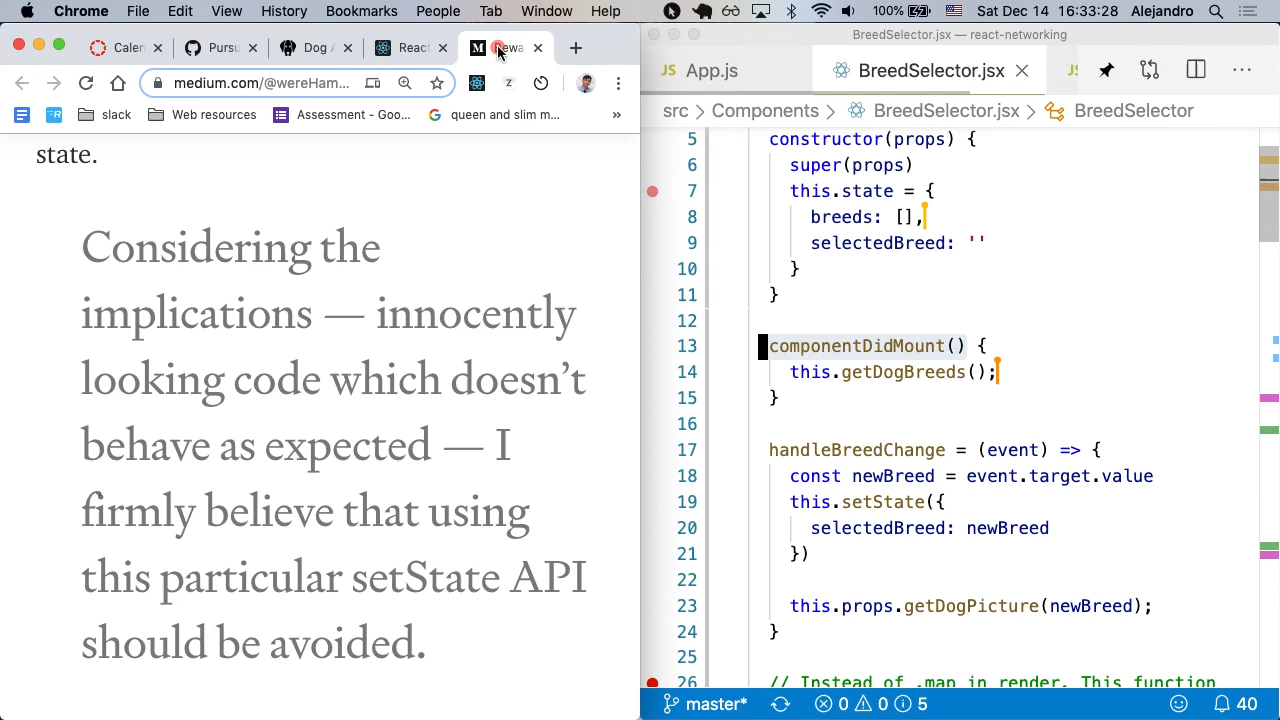 Chrome File Edit View History Bookmarks People Tab Window Help 100% Sat Dec 14 16:33:28 Alejandro
Calen Pursu Dog A React ewa
medium.com/@wereHam...
slack Web resources Assessment - Goo... queen and slim m... »
state.
Considering the
implications — innocently
looking code which doesn't
behave as expected — I
firmly believe that using
this particular setState API
should be avoided.
BreedSelector.jsx — react-networking
JS App.js BreedSelector.jsx JS
src > Components > BreedSelector.jsx > BreedSelector
5 constructor(props) {
6 super(props)
7 this.state = {
8 breeds: [],
9 selectedBreed: ''
10 }
11 }
12
13 componentDidMount() {
14 this.getDogBreeds();
15 }
16
17 handleBreedChange = (event) => {
18 const newBreed = event.target.value
19 this.setState({
20 selectedBreed: newBreed
21 })
22
23 this.props.getDogPicture(newBreed);
24 }
25
26 // Instead of .map in render. This function
master* 0 0 5 40